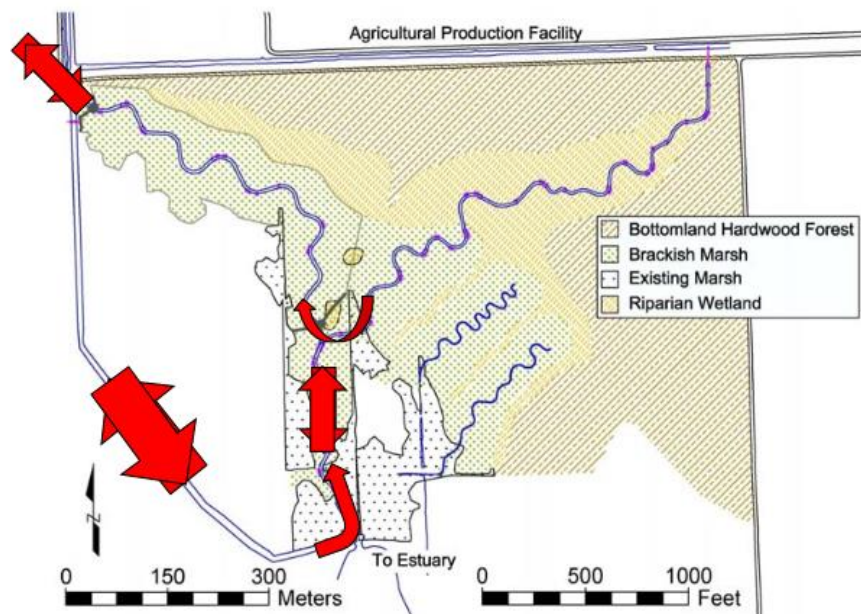 Agricultural Production Facility
Bottomland Hardwood Forest
Brackish Marsh
Existing Marsh
Riparian Wetland
N
To Estuary
0 150 300
Meters
0 500 1000
Feet